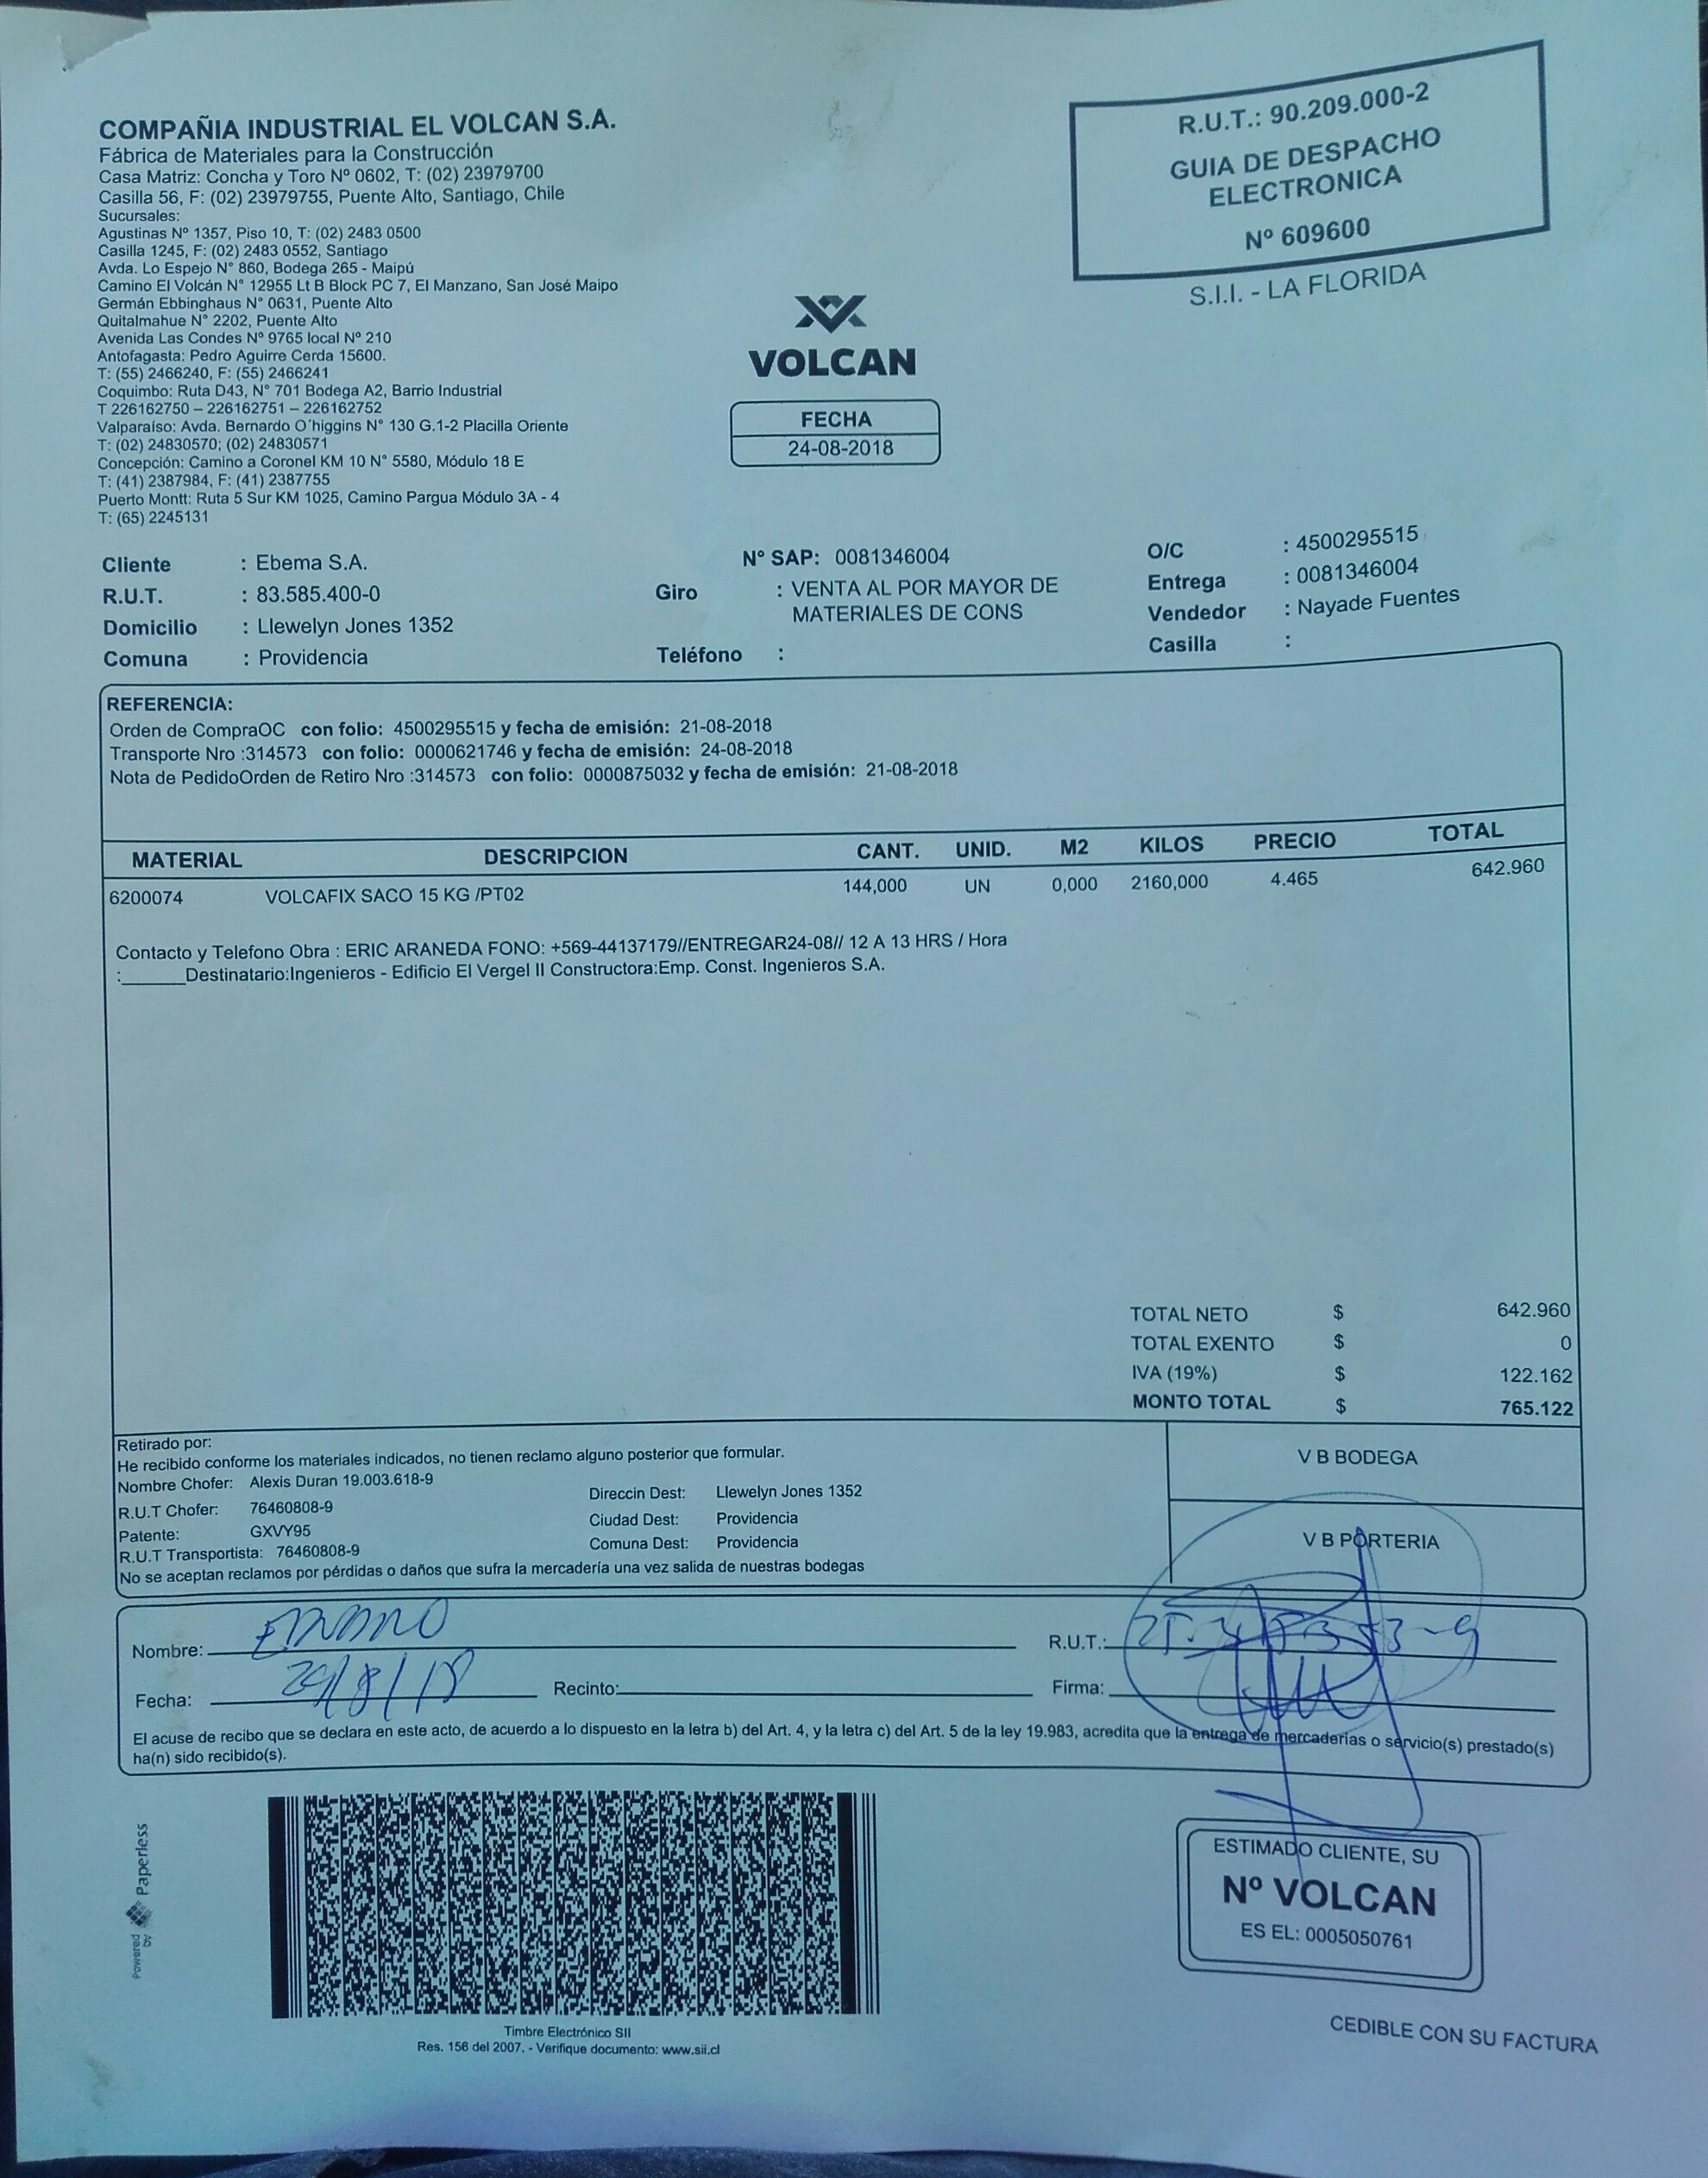 COMPAÑIA INDUSTRIAL EL VOLCAN S.A.
Fábrica de Materiales para la Construcción
Casa Matriz: Concha y Toro Nº 0602, T: (02) 23979700
Casilla 56, F: (02) 23979755, Puente Alto, Santiago, Chile
Sucursales:
Agustinas Nº 1357, Piso 10, T: (02) 2483 0500
Casilla 1245, F: (02) 2483 0552, Santiago
Avda. Lo Espejo N° 860, Bodega 265 - Maipú
Camino El Volcán N° 12955 Lt B Block PC 7, El Manzano, San José Maipo
Germán Ebbinghaus N° 0631, Puente Alto
Quitalmahue N° 2202, Puente Alto
Avenida Las Condes Nº 9765 local Nº 210
Antofagasta: Pedro Aguirre Cerda 15600.
T: (55) 2466240, F: (55) 2466241
Coquimbo: Ruta D43, N° 701 Bodega A2, Barrio Industrial
T 226162750 – 226162751 – 226162752
Valparaíso: Avda. Bernardo O´higgins N° 130 G.1-2 Placilla Oriente
T: (02) 24830570; (02) 24830571
Concepción: Camino a Coronel KM 10 N° 5580, Módulo 18 E
T: (41) 2387984, F: (41) 2387755
Puerto Montt: Ruta 5 Sur KM 1025, Camino Pargua Módulo 3A - 4
T: (65) 2245131
R.U.T.: 90.209.000-2
GUIA DE DESPACHO
ELECTRONICA
Nº 609600
S.I.I. - LA FLORIDA
VOLCAN
FECHA
24-08-2018
Cliente : Ebema S.A.
R.U.T. : 83.585.400-0
Domicilio : Llewelyn Jones 1352
Comuna : Providencia
N° SAP: 0081346004
Giro : VENTA AL POR MAYOR DE
MATERIALES DE CONS
Teléfono :
O/C : 4500295515
Entrega : 0081346004
Vendedor : Nayade Fuentes
Casilla :
REFERENCIA:
Orden de CompraOC con folio: 4500295515 y fecha de emisión: 21-08-2018
Transporte Nro :314573 con folio: 0000621746 y fecha de emisión: 24-08-2018
Nota de PedidoOrden de Retiro Nro :314573 con folio: 0000875032 y fecha de emisión: 21-08-2018
MATERIAL DESCRIPCION CANT. UNID. M2 KILOS PRECIO TOTAL
6200074 VOLCAFIX SACO 15 KG /PT02 144,000 UN 0,000 2160,000 4.465 642.960
Contacto y Telefono Obra : ERIC ARANEDA FONO: +569-44137179//ENTREGAR24-08// 12 A 13 HRS / Hora
:______Destinatario:Ingenieros - Edificio El Vergel II Constructora:Emp. Const. Ingenieros S.A.
TOTAL NETO $ 642.960
TOTAL EXENTO $ 0
IVA (19%) $ 122.162
MONTO TOTAL $ 765.122
Retirado por:
He recibido conforme los materiales indicados, no tienen reclamo alguno posterior que formular.
Nombre Chofer: Alexis Duran 19.003.618-9
R.U.T Chofer: 76460808-9
Patente: GXVY95
R.U.T Transportista: 76460808-9
Direccin Dest: Llewelyn Jones 1352
Ciudad Dest: Providencia
Comuna Dest: Providencia
No se aceptan reclamos por pérdidas o daños que sufra la mercadería una vez salida de nuestras bodegas
V B BODEGA
V B PORTERIA
Nombre:
R.U.T.:
Fecha: 24/8/18 Recinto: Firma:
El acuse de recibo que se declara en este acto, de acuerdo a lo dispuesto en la letra b) del Art. 4, y la letra c) del Art. 5 de la ley 19.983, acredita que la entrega de mercaderías o servicio(s) prestado(s)
ha(n) sido recibido(s).
Powered by Paperless
Timbre Electrónico SII
Res. 156 del 2007. - Verifique documento: www.sii.cl
ESTIMADO CLIENTE, SU
Nº VOLCAN
ES EL: 0005050761
CEDIBLE CON SU FACTURA